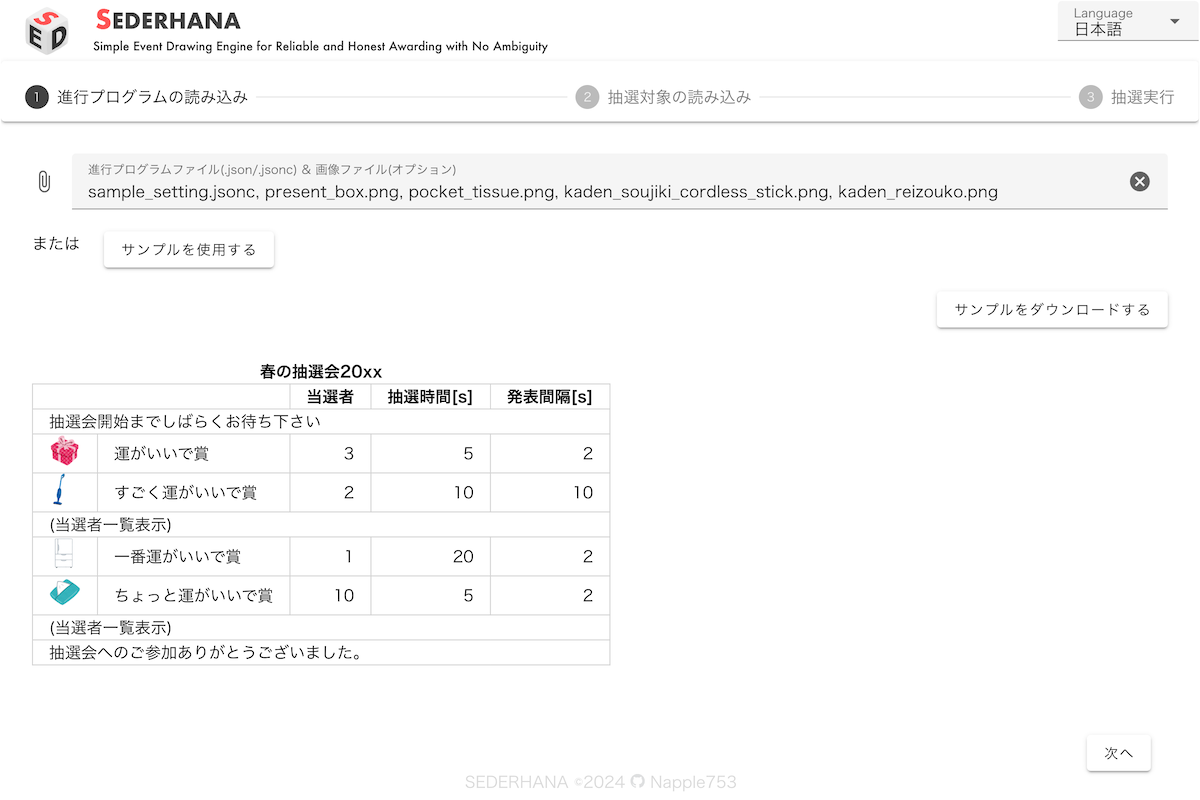 S
E D
SEDERHANA
Simple Event Drawing Engine for Reliable and Honest Awarding with No Ambiguity
Language
日本語
1 進行プログラムの読み込み
2 抽選対象の読み込み
3 抽選実行
進行プログラムファイル(.json/.jsonc) & 画像ファイル(オプション)
sample_setting.jsonc, present_box.png, pocket_tissue.png, kaden_soujiki_cordless_stick.png, kaden_reizouko.png
または
サンプルを使用する
サンプルをダウンロードする
春の抽選会20xx
当選者 抽選時間[s] 発表間隔[s]
抽選会開始までしばらくお待ち下さい
運がいいで賞 3 5 2
すごく運がいいで賞 2 10 10
(当選者一覧表示)
一番運がいいで賞 1 20 2
ちょっと運がいいで賞 10 5 2
(当選者一覧表示)
抽選会へのご参加ありがとうございました。
次へ
SEDERHANA ©2024 Napple753